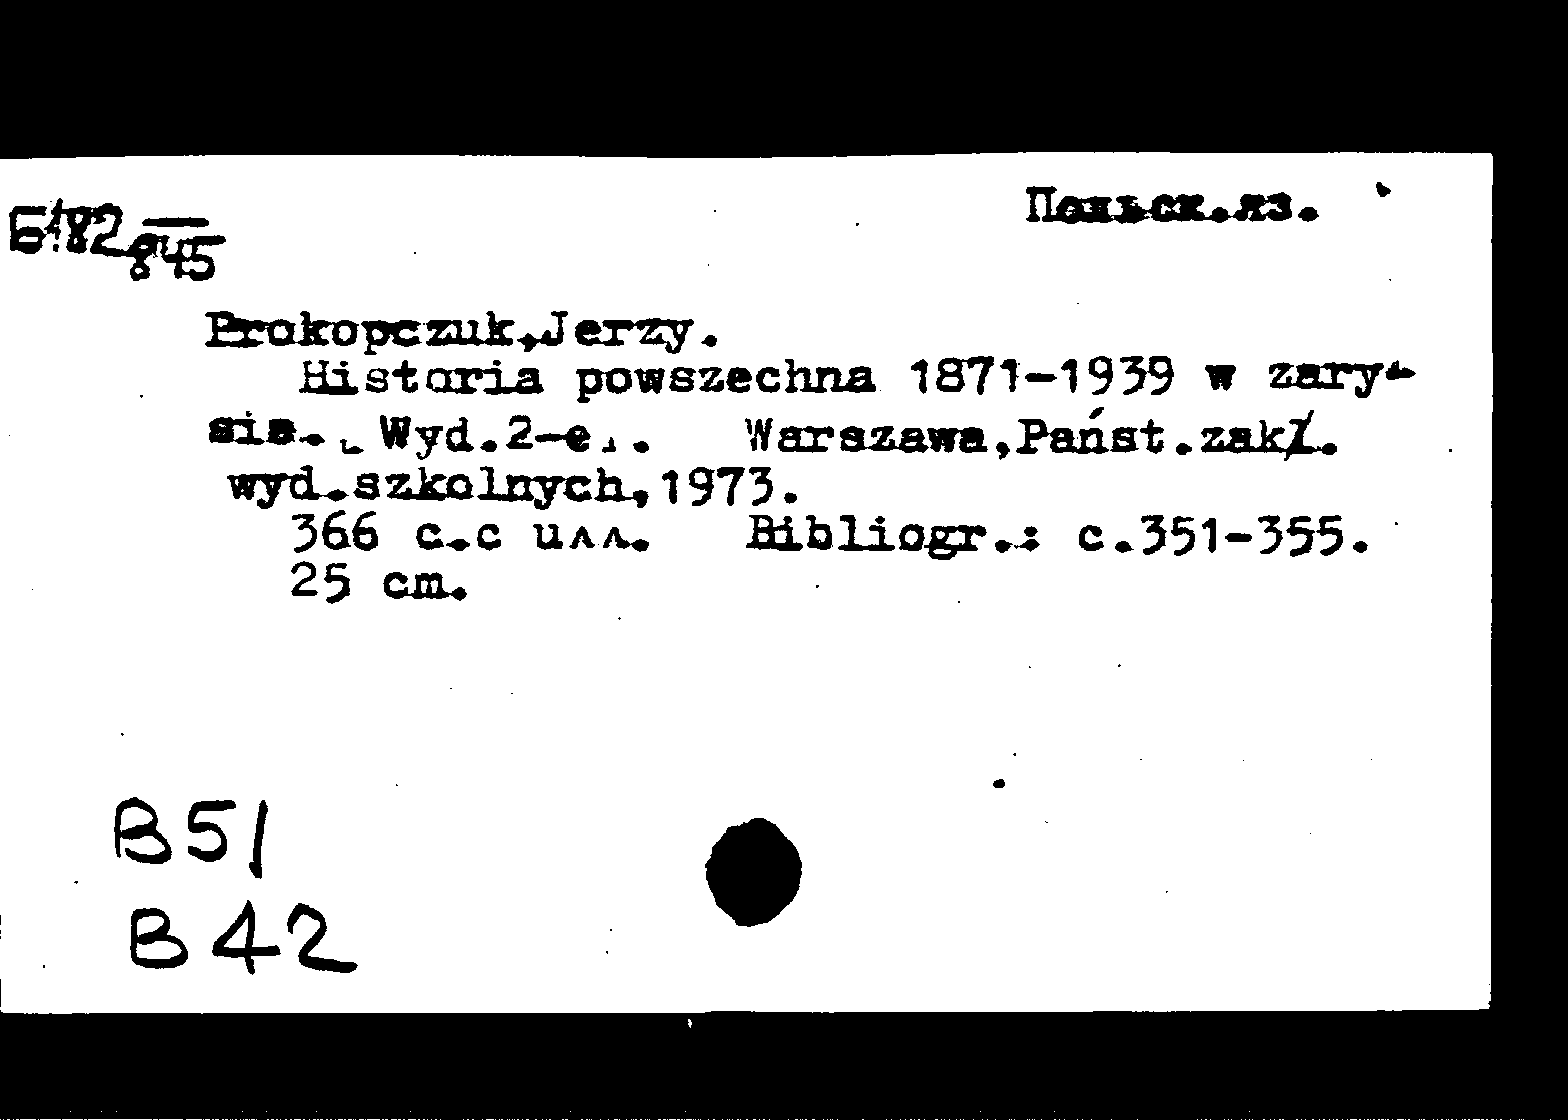 Польск.яз.
Б182 845
Prokopczuk,Jerzy.
Historia powszechna 1871-1939 w zary-
sie. Wyd.2-e. Warszawa,Państ.zakł.
wyd.szkolnych,1973.
366 c.c илл. Bibliogr.: c.351-355.
25 cm.
B51
B42